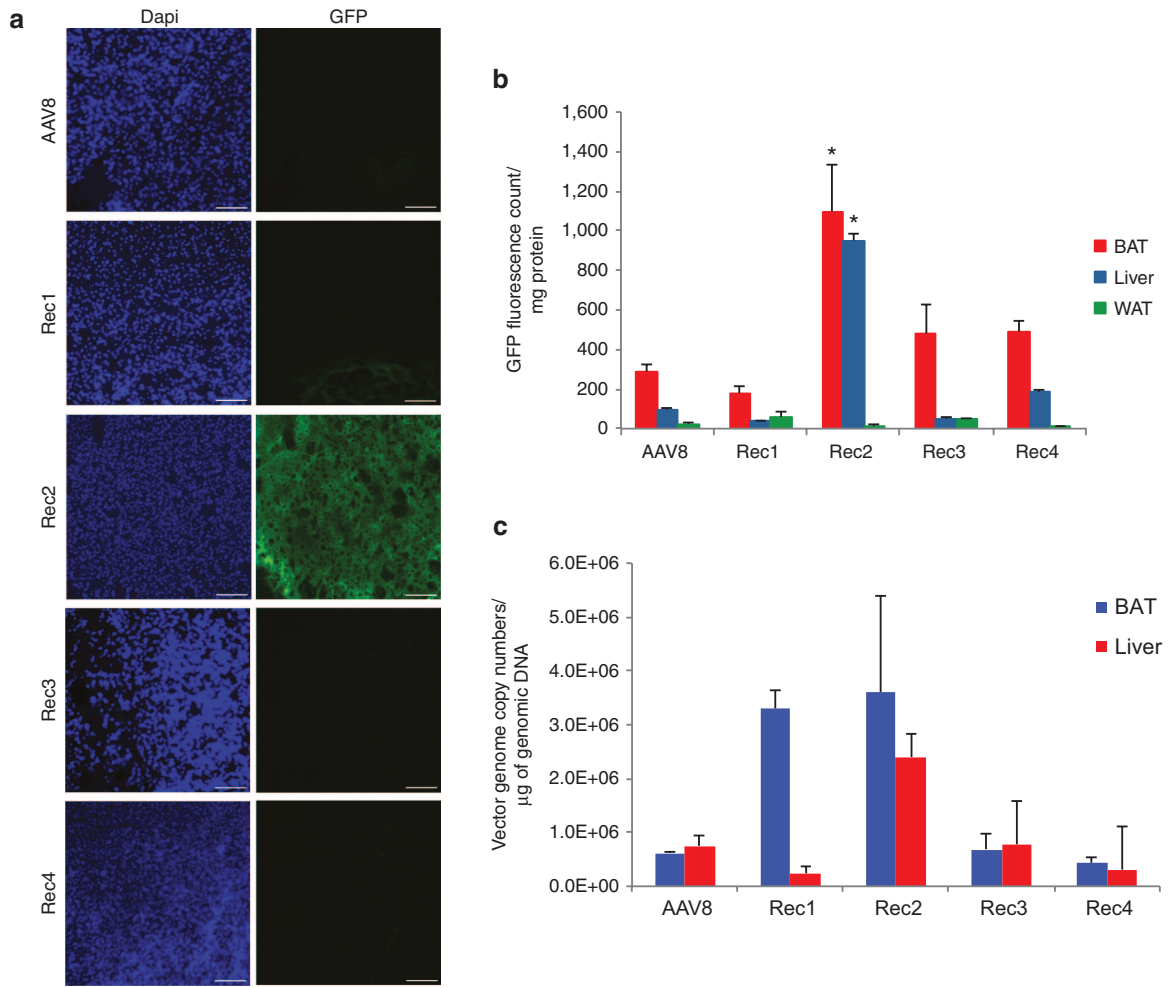 a
Dapi GFP
AAV8
Rec1
Rec2
Rec3
Rec4
b
GFP fluorescence count/
mg protein
1,600
1,400
1,200
1,000
800
600
400
200
0
*
*
AAV8 Rec1 Rec2 Rec3 Rec4
BAT
Liver
WAT
c
Vector genome copy numbers/
μg of genomic DNA
6.0E+06
5.0E+06
4.0E+06
3.0E+06
2.0E+06
1.0E+06
0.0E+00
AAV8 Rec1 Rec2 Rec3 Rec4
BAT
Liver